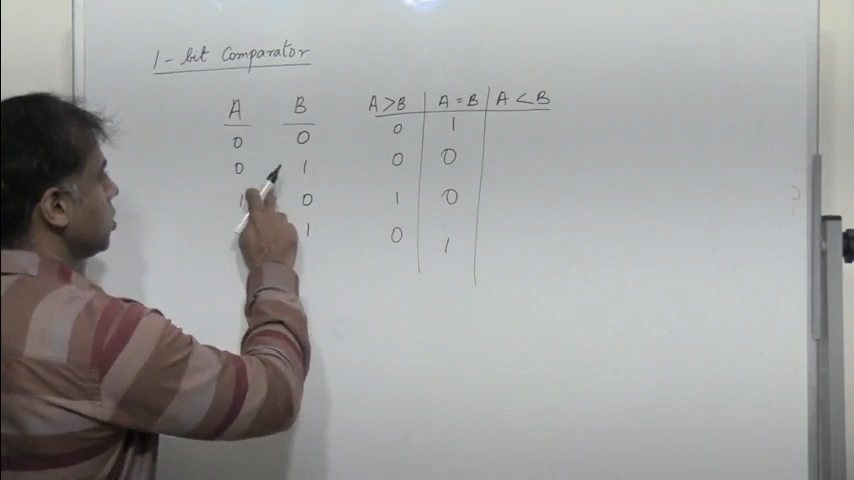 1-bit Comparator
A B A>B A=B A<B
0 0 0 1
0 1 0 0
1 0 1 0
1 0 1